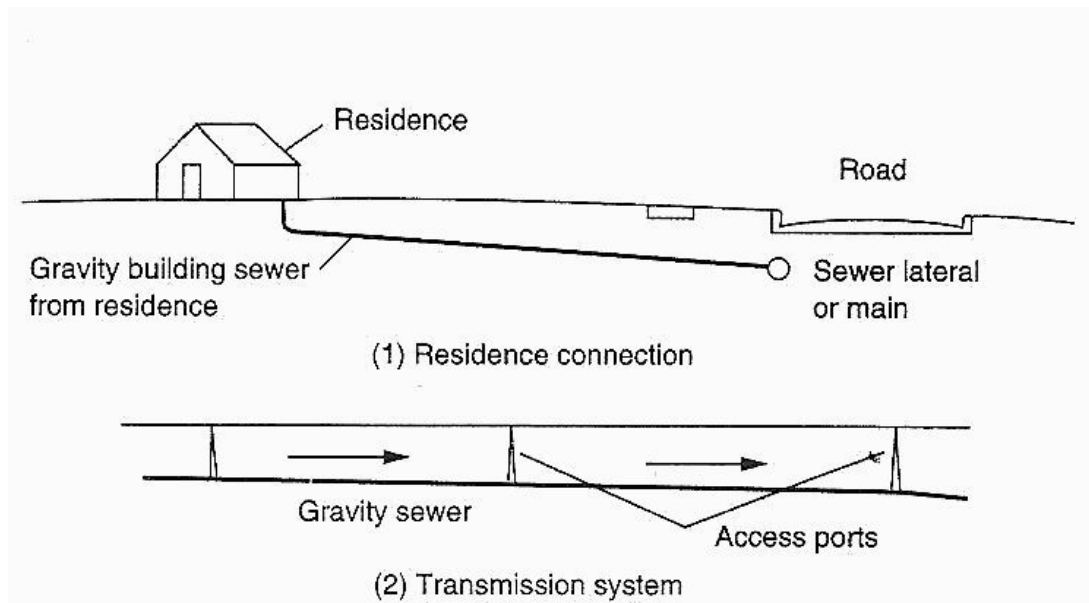 Residence
Road
Gravity building sewer
from residence
Sewer lateral
or main
(1) Residence connection
Gravity sewer
Access ports
(2) Transmission system